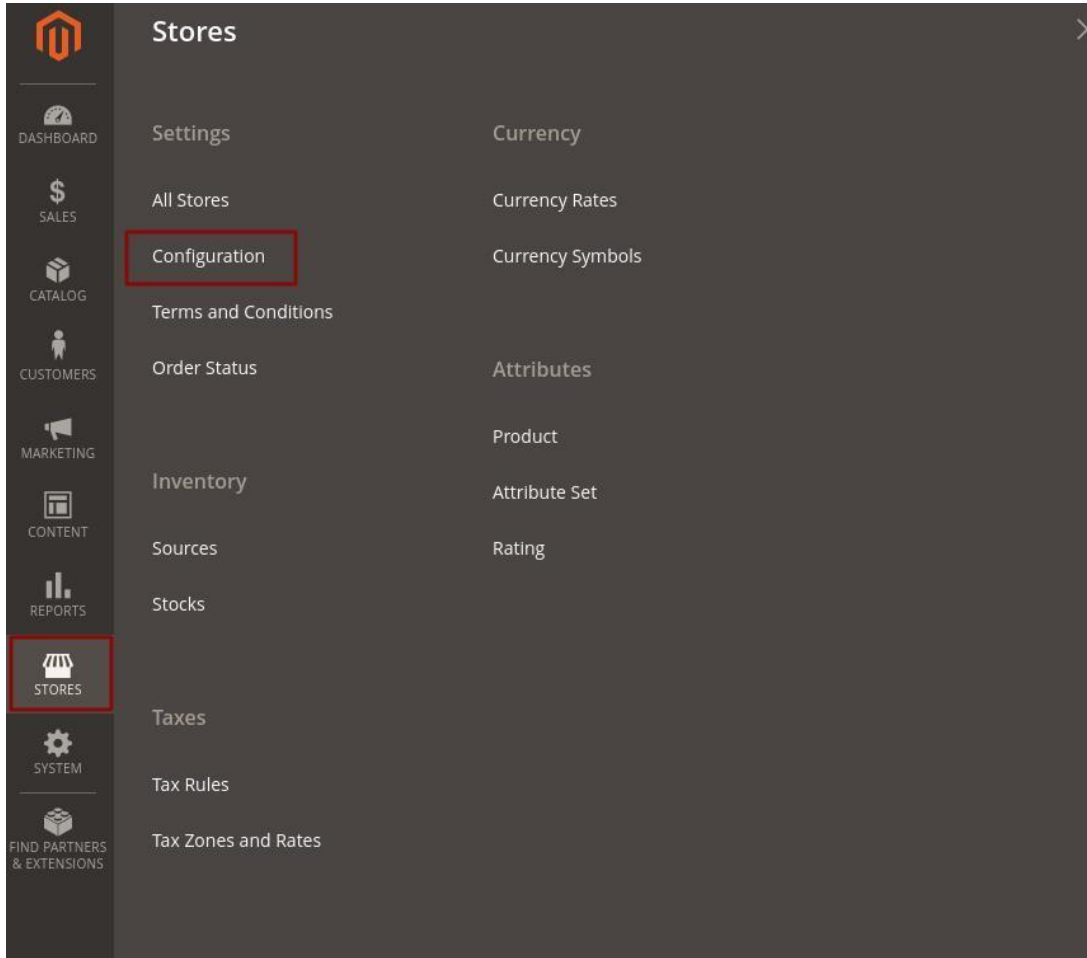 Stores
DASHBOARD
SALES
CATALOG
CUSTOMERS
MARKETING
CONTENT
REPORTS
STORES
SYSTEM
FIND PARTNERS
& EXTENSIONS
Settings
All Stores
Configuration
Terms and Conditions
Order Status
Inventory
Sources
Stocks
Taxes
Tax Rules
Tax Zones and Rates
Currency
Currency Rates
Currency Symbols
Attributes
Product
Attribute Set
Rating